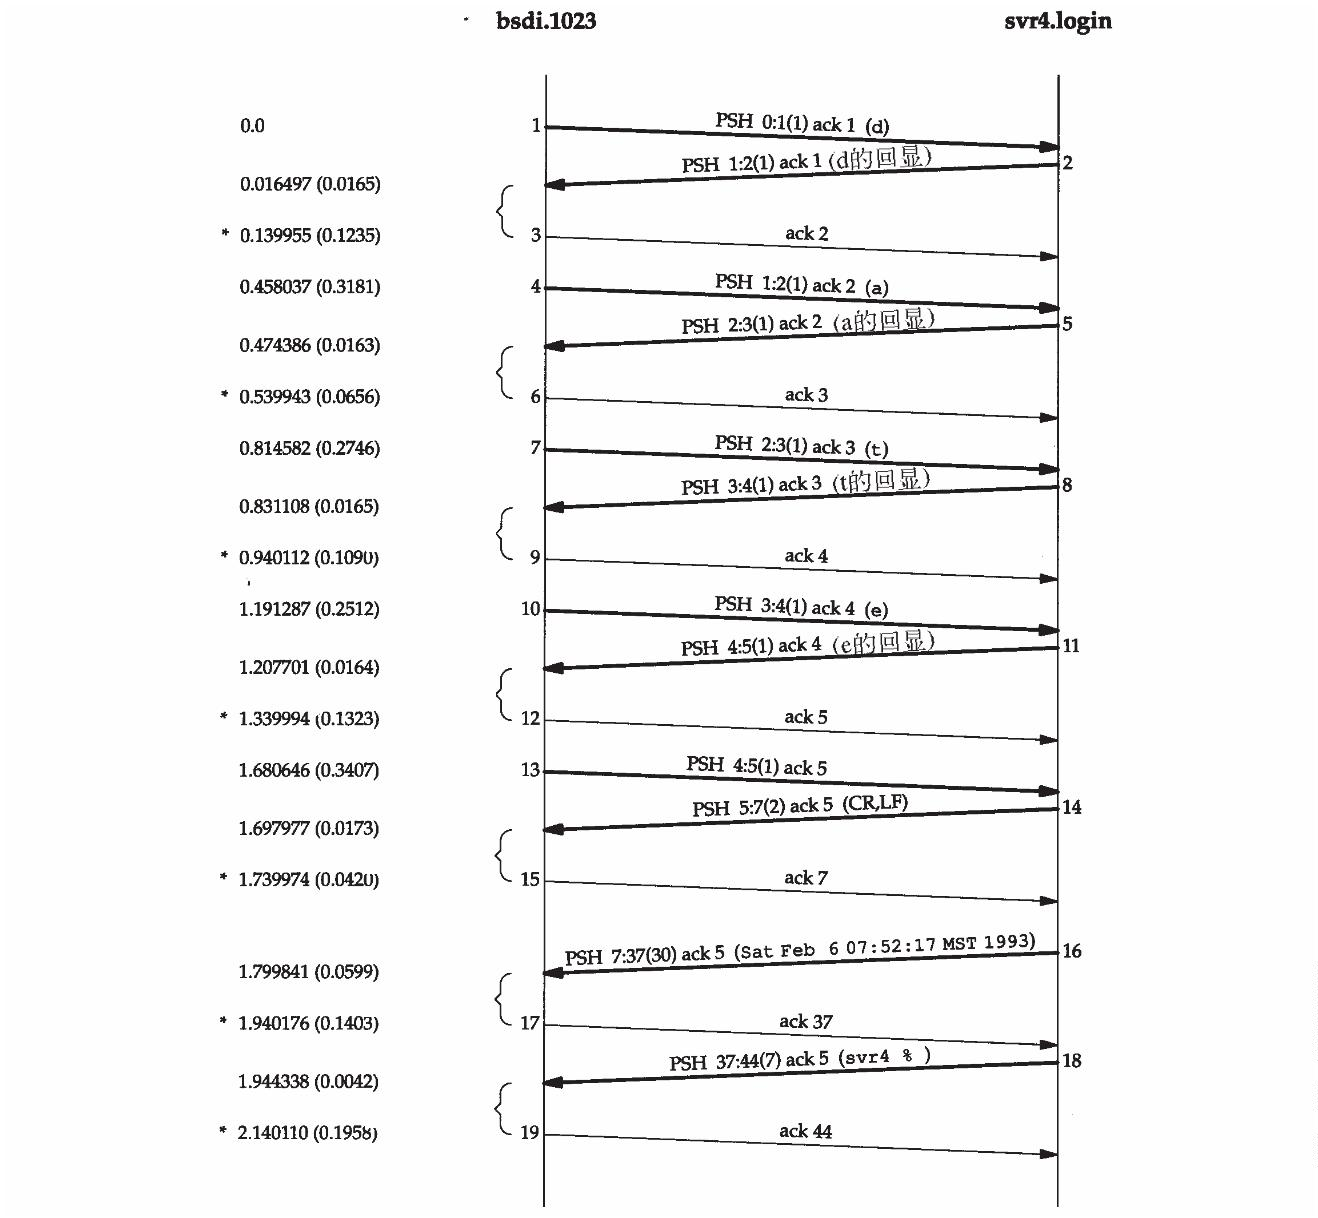 bsdi.1023 svr4.login
0.0 1 PSH 0:1(1) ack 1 (d)
PSH 1:2(1) ack 1 (d的回显) 2
0.016497 (0.0165)
* 0.139955 (0.1235) 3 ack 2
0.458037 (0.3181) 4 PSH 1:2(1) ack 2 (a)
PSH 2:3(1) ack 2 (a的回显) 5
0.474386 (0.0163)
* 0.539943 (0.0656) 6 ack 3
0.814582 (0.2746) 7 PSH 2:3(1) ack 3 (t)
PSH 3:4(1) ack 3 (t的回显) 8
0.831108 (0.0165)
* 0.940112 (0.1090) 9 ack 4
1.191287 (0.2512) 10 PSH 3:4(1) ack 4 (e)
PSH 4:5(1) ack 4 (e的回显) 11
1.207701 (0.0164)
* 1.339994 (0.1323) 12 ack 5
1.680646 (0.3407) 13 PSH 4:5(1) ack 5
PSH 5:7(2) ack 5 (CR,LF) 14
1.697977 (0.0173)
* 1.739974 (0.0420) 15 ack 7
PSH 7:37(30) ack 5 (Sat Feb 6 07:52:17 MST 1993) 16
1.799841 (0.0599)
* 1.940176 (0.1403) 17 ack 37
PSH 37:44(7) ack 5 (svr4 % ) 18
1.944338 (0.0042)
* 2.140110 (0.1958) 19 ack 44